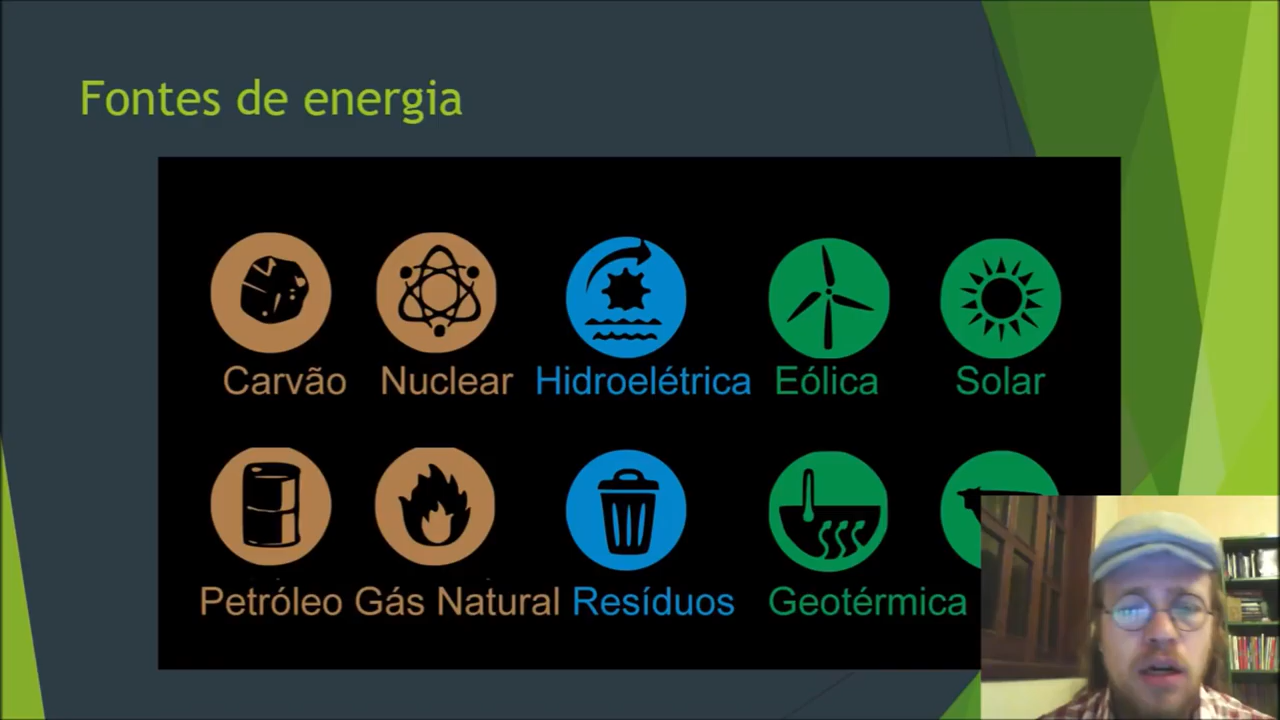 Fontes de energia
Carvão Nuclear Hidroelétrica Eólica Solar
Petróleo Gás Natural Resíduos Geotérmica